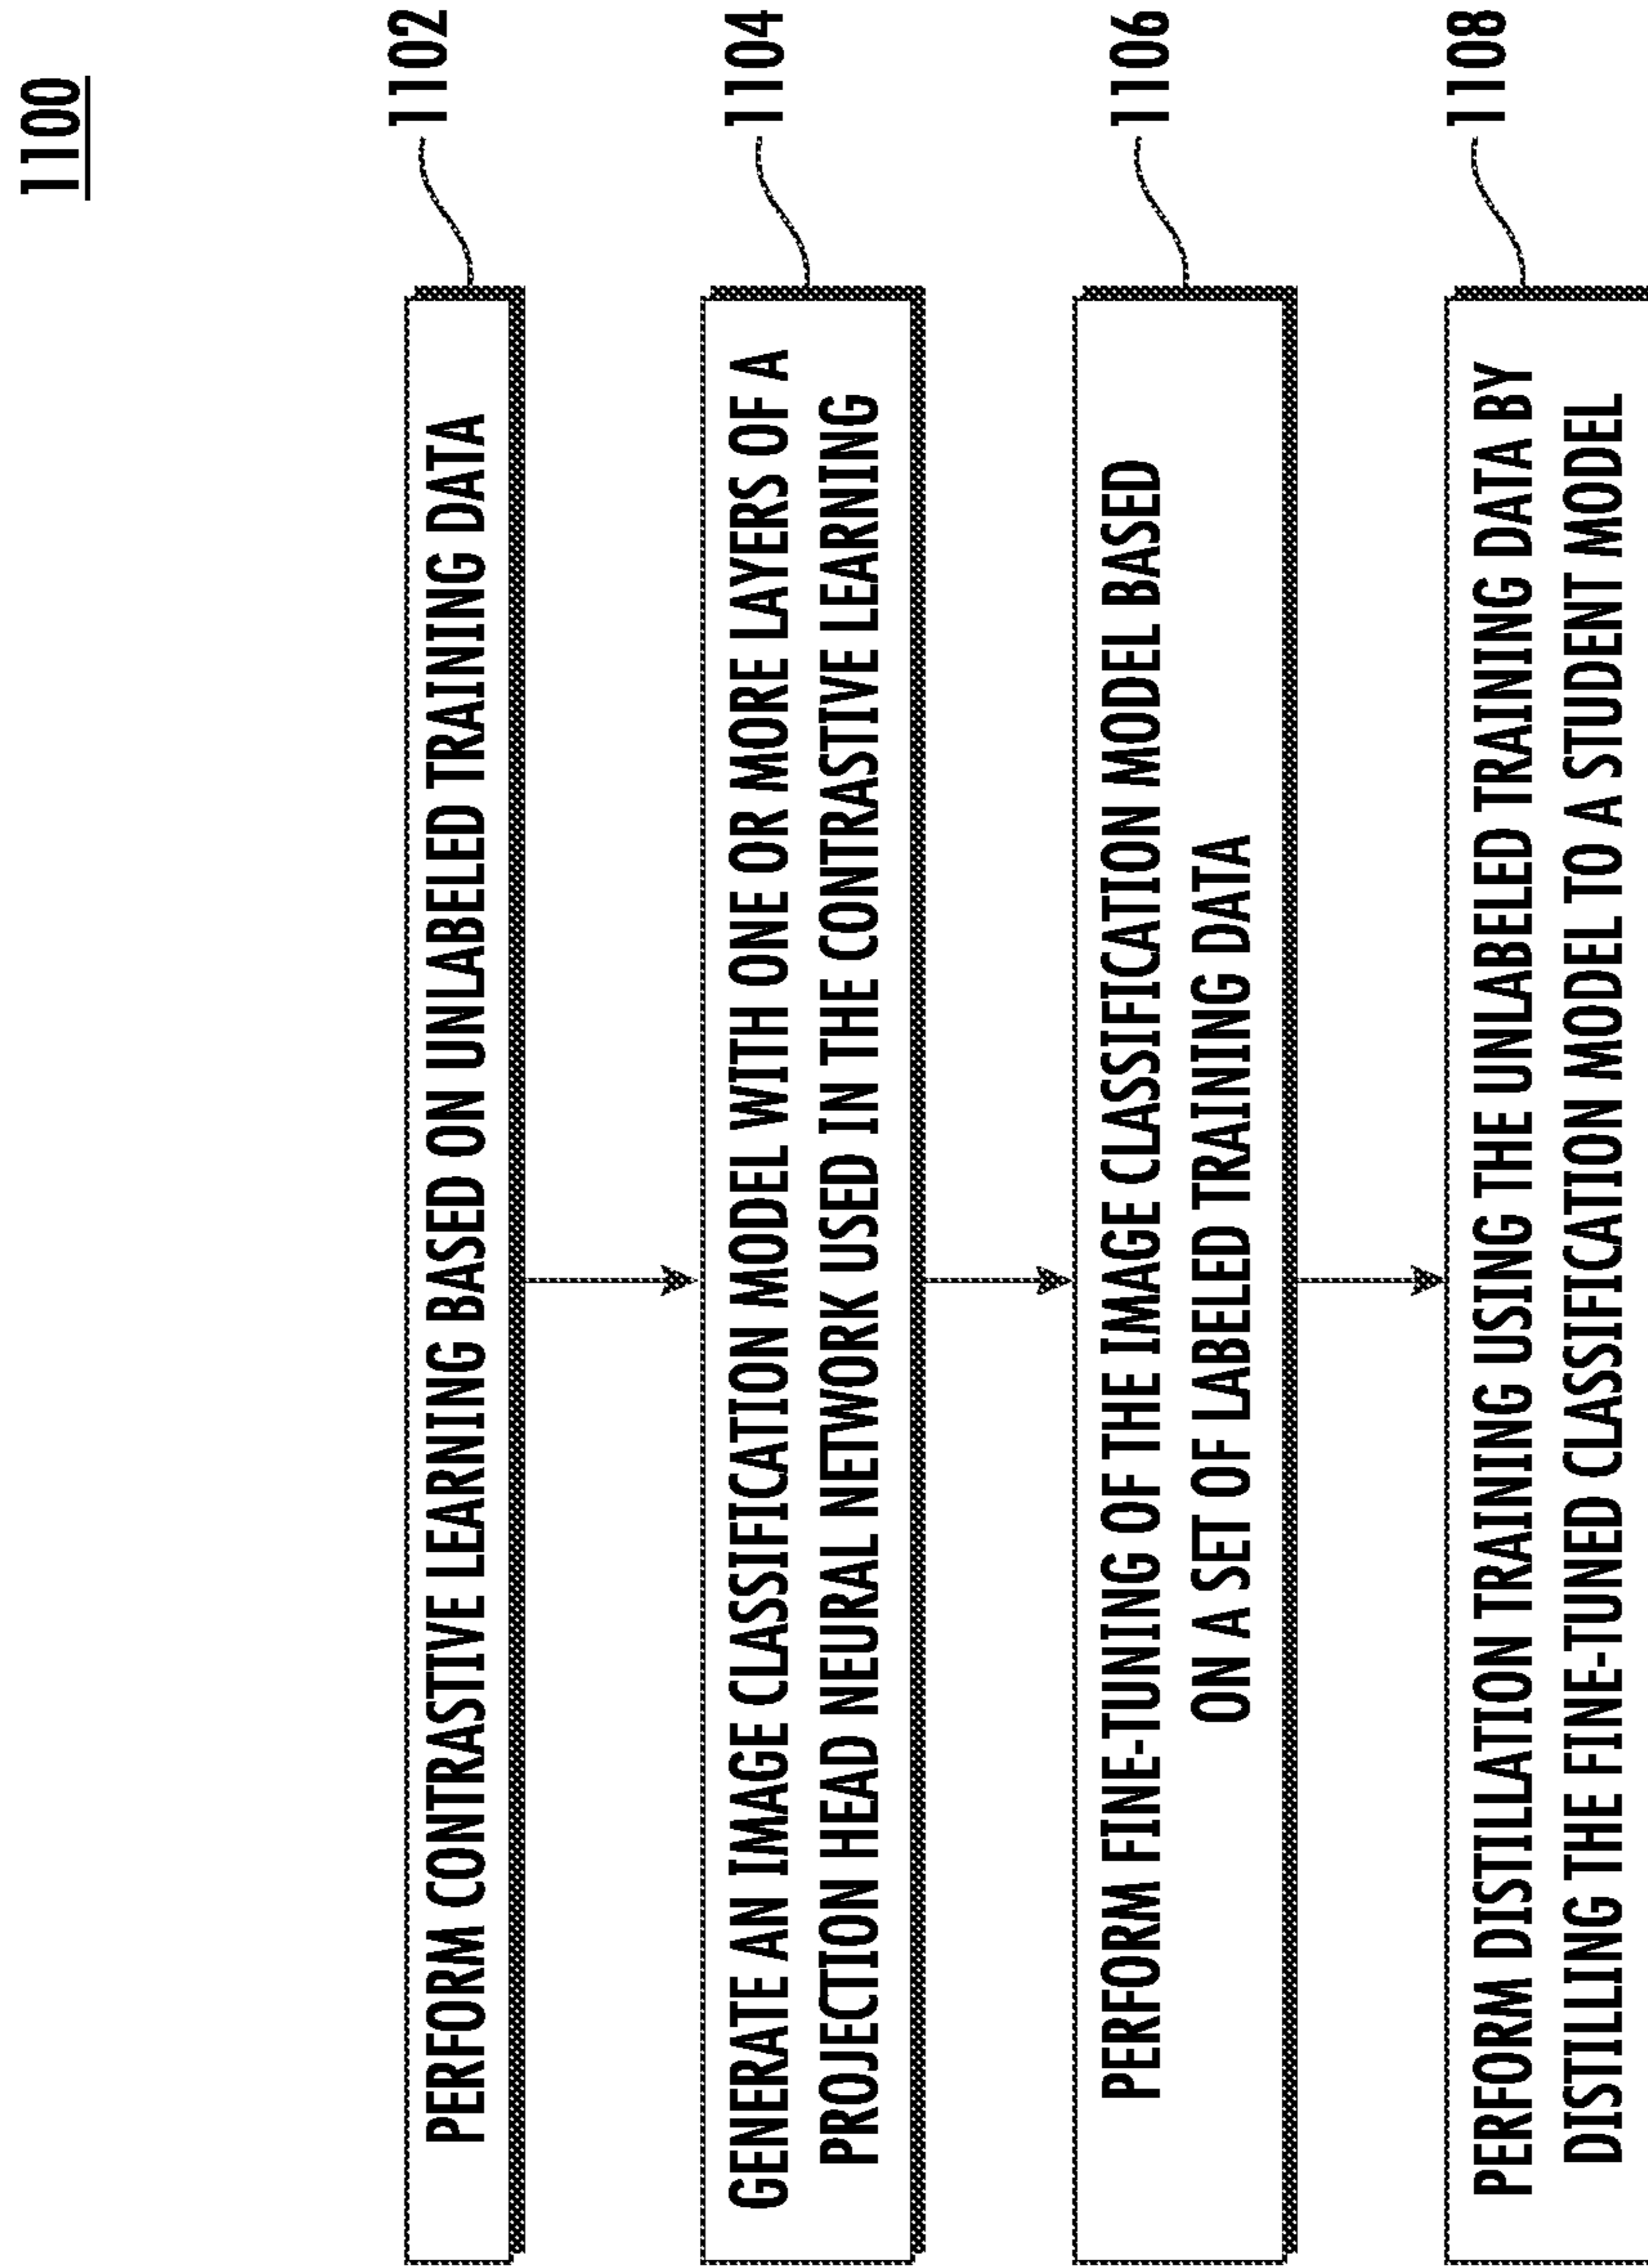 1100
1102
PERFORM CONTRASTIVE LEARNING BASED ON UNLABELED TRAINING DATA
1104
GENERATE AN IMAGE CLASSIFICATION MODEL WITH ONE OR MORE LAYERS OF A
PROJECTION HEAD NEURAL NETWORK USED IN THE CONTRASTIVE LEARNING
1106
PERFORM FINE-TUNING OF THE IMAGE CLASSIFICATION MODEL BASED
ON A SET OF LABELED TRAINING DATA
1108
PERFORM DISTILLATION TRAINING USING THE UNLABELED TRAINING DATA BY
DISTILLING THE FINE-TUNED CLASSIFICATION MODEL TO A STUDENT MODEL